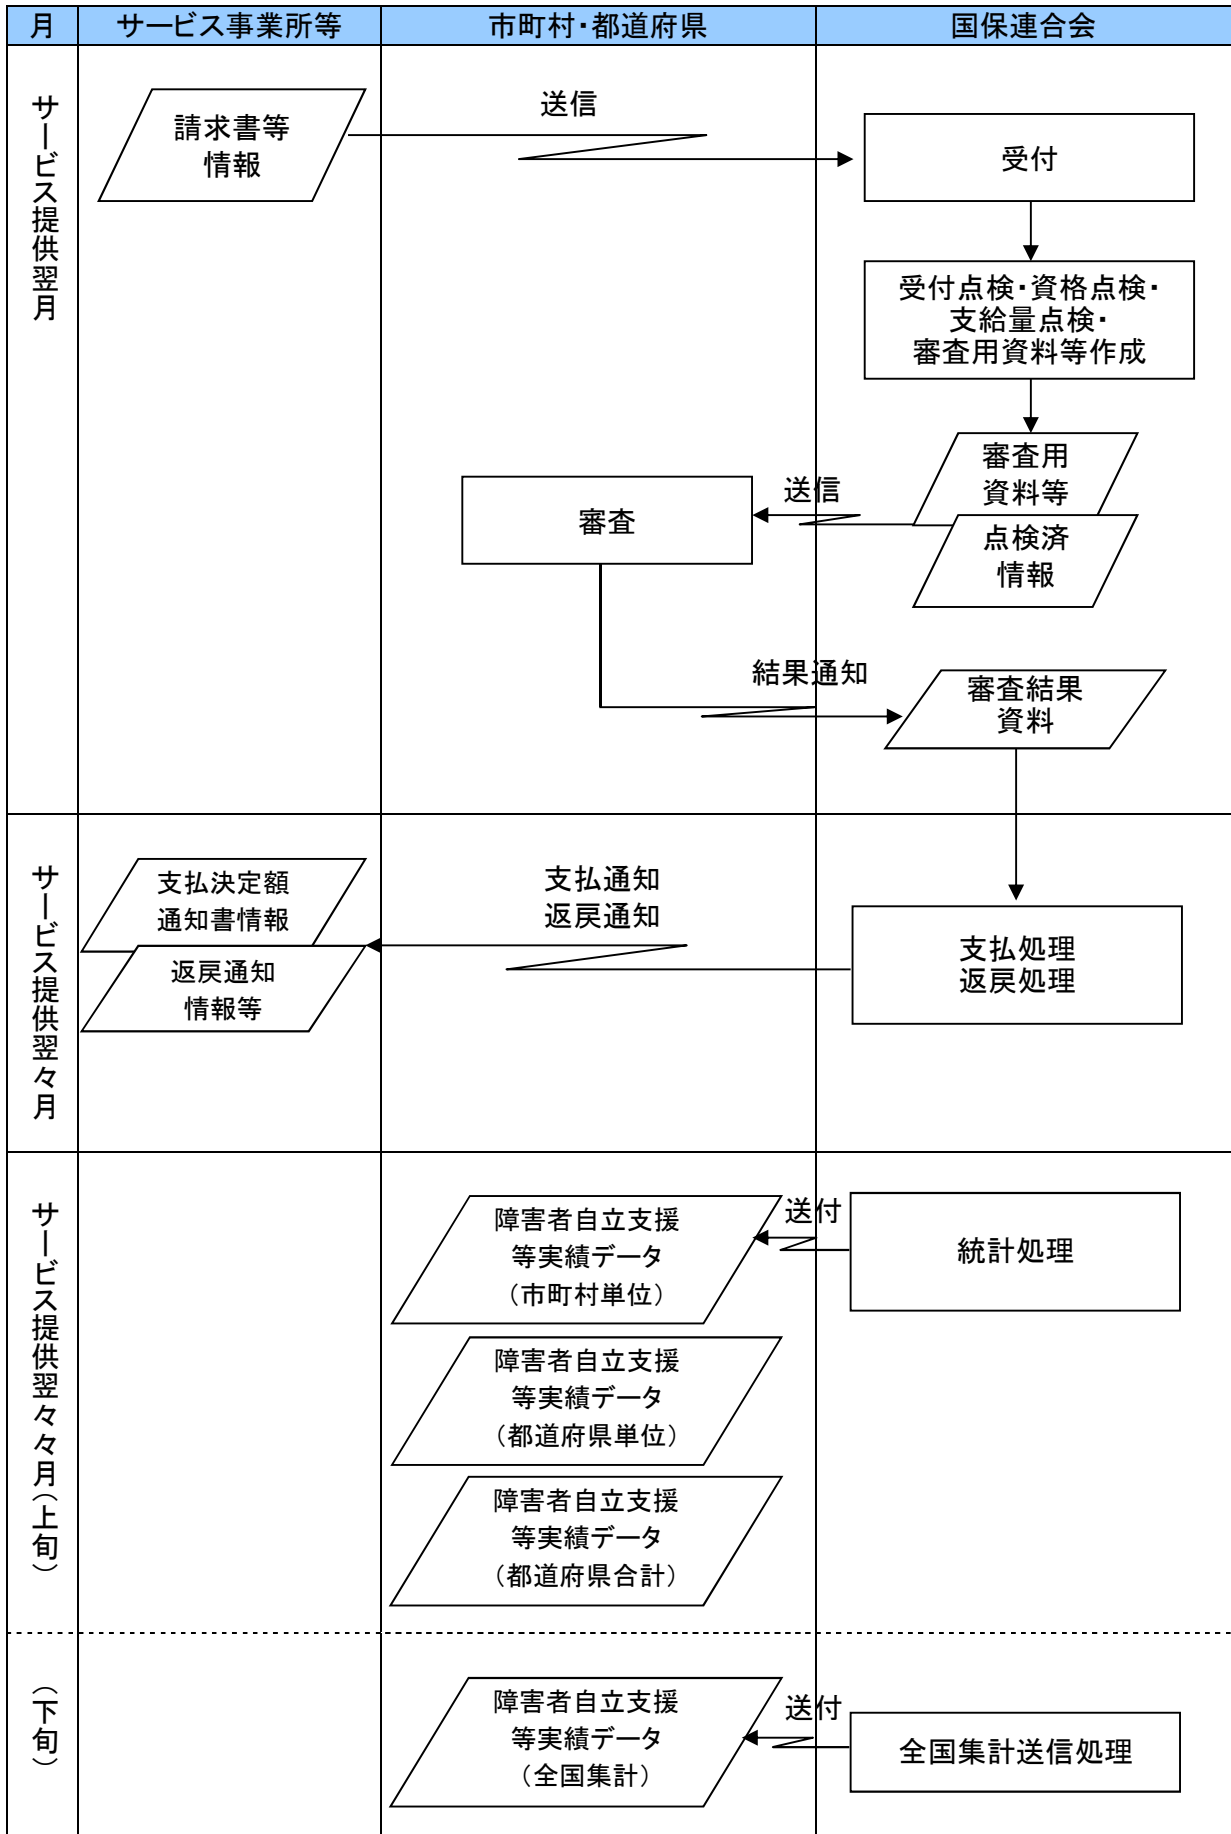 月
サービス事業所等
市町村・都道府県
国保連合会
サービス提供翌月
請求書等
情報
送信
受付
受付点検・資格点検・
支給量点検・
審査用資料等作成
審査用
資料等
送信
審査
点検済
情報
結果通知
審査結果
資料
サービス提供翌々月
支払決定額
通知書情報
返戻通知
情報等
支払通知
返戻通知
支払処理
返戻処理
サービス提供翌々々月（上旬）
障害者自立支援
等実績データ
（市町村単位）
送付
統計処理
障害者自立支援
等実績データ
（都道府県単位）
障害者自立支援
等実績データ
（都道府県合計）
（下旬）
障害者自立支援
等実績データ
（全国集計）
送付
全国集計送信処理